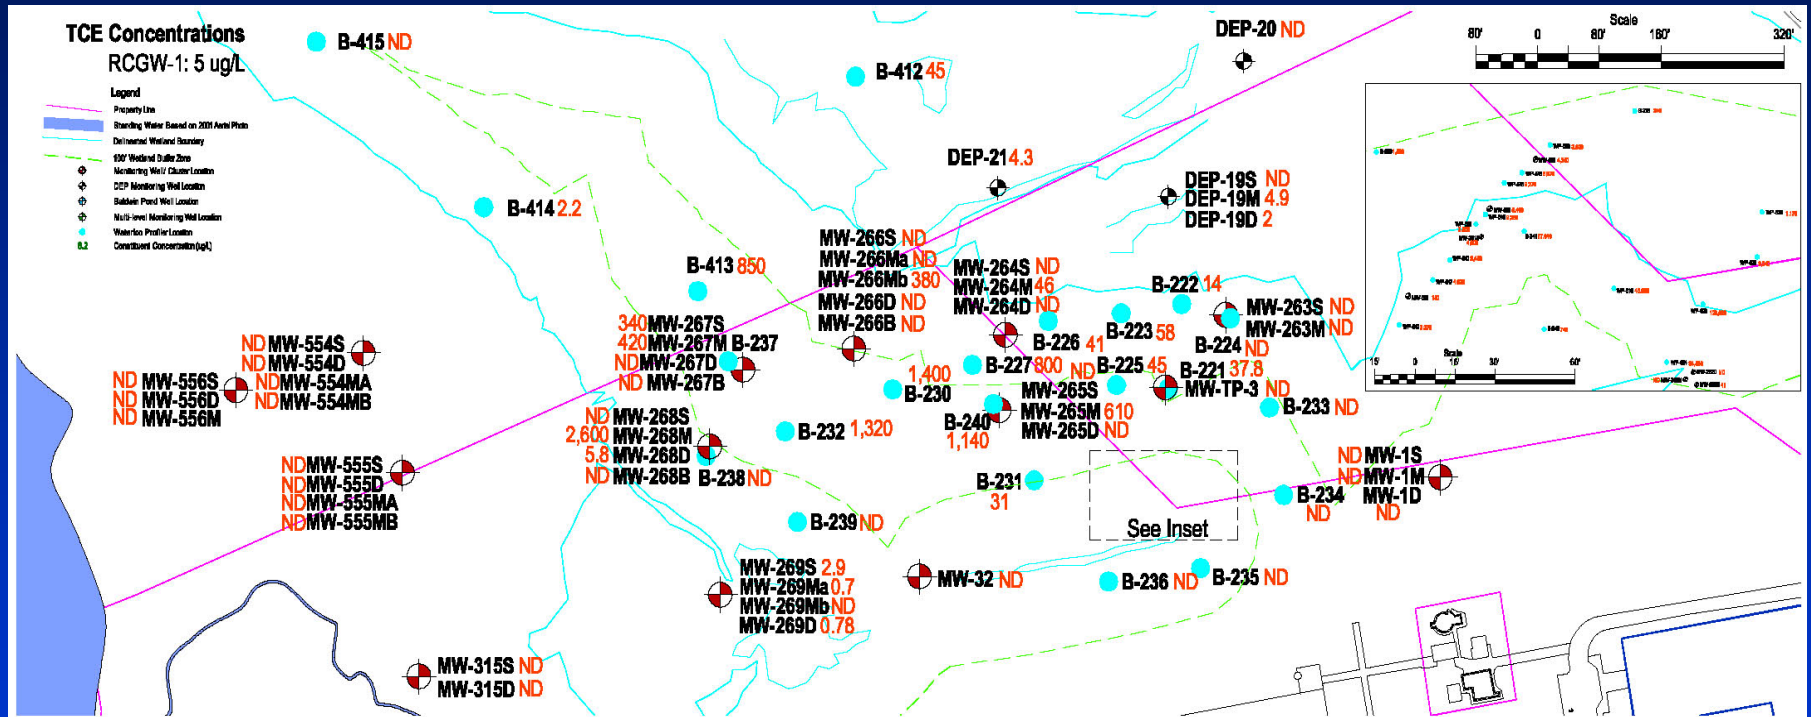 TCE Concentrations
RCGW-1: 5 ug/L
Legend
Property Line
Standing Water Based on 2001 Aerial Photo
Delineated Wetland Boundary
100' Wetland Buffer Zone
Monitoring Well/ Cluster Location
DEP Monitoring Well Location
Baldwin Pond Well Location
Multi-level Monitoring Well Location
Waterloo Profiler Location
8.2 Constituent Concentration (ug/L)
B-415 ND
B-412 45
DEP-20 ND
Scale
80' 0 80' 160' 320'
B-414 2.2
DEP-21 4.3
DEP-19S ND
DEP-19M 4.9
DEP-19D 2
B-413 850
MW-266S ND
MW-266Ma ND
MW-266Mb 380
MW-266D ND
MW-266B ND
MW-264S ND
MW-264M 46
MW-264D ND
B-222 14
B-223 58
B-226 41
MW-263S ND
MW-263M ND
B-224 ND
340 MW-267S
420 MW-267M B-237
ND MW-267D
ND MW-267B
ND MW-554S
ND MW-554D
ND MW-554MA
ND MW-554MB
ND MW-556S
ND MW-556D
ND MW-556M
B-227 800
B-225 45
B-221 37.8
MW-TP-3 ND
1,400
B-230
ND
MW-265S
MW-265M 610
MW-265D ND
B-240
1,140
B-233 ND
ND MW-268S
2,600 MW-268M
5.8 MW-268D
ND MW-268B B-238 ND
B-232 1,320
ND MW-555S
ND MW-555D
ND MW-555MA
ND MW-555MB
B-231
31
See Inset
B-234
ND
ND MW-1S
ND MW-1M
MW-1D
ND
B-239 ND
MW-269S 2.9
MW-269Ma 0.7
MW-269Mb ND
MW-269D 0.78
MW-32 ND
B-236 ND
B-235 ND
MW-315S ND
MW-315D ND
Scale
15' 0 15' 30' 60'